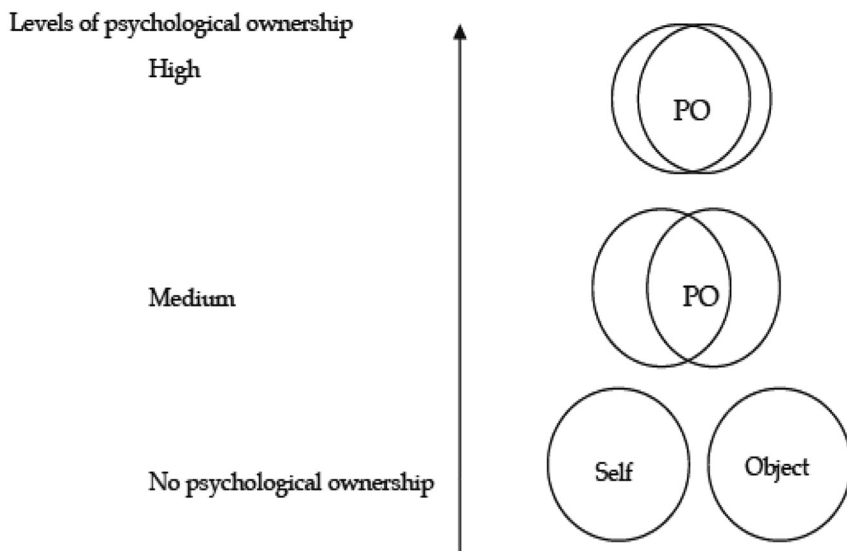 Levels of psychological ownership
High
PO
Medium
PO
No psychological ownership
Self
Object